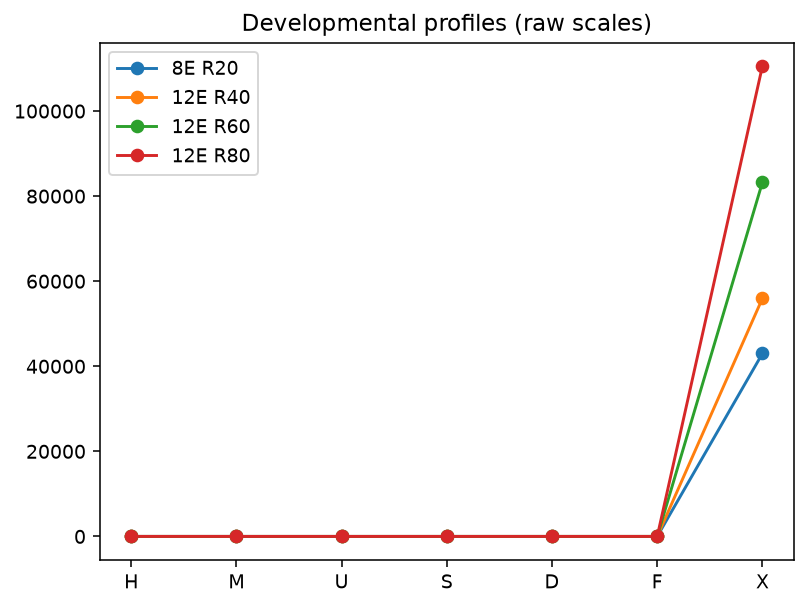 Developmental profiles (raw scales)
8E R20
12E R40
12E R60
12E R80
100000
80000
60000
40000
20000
0
H M U S D F X